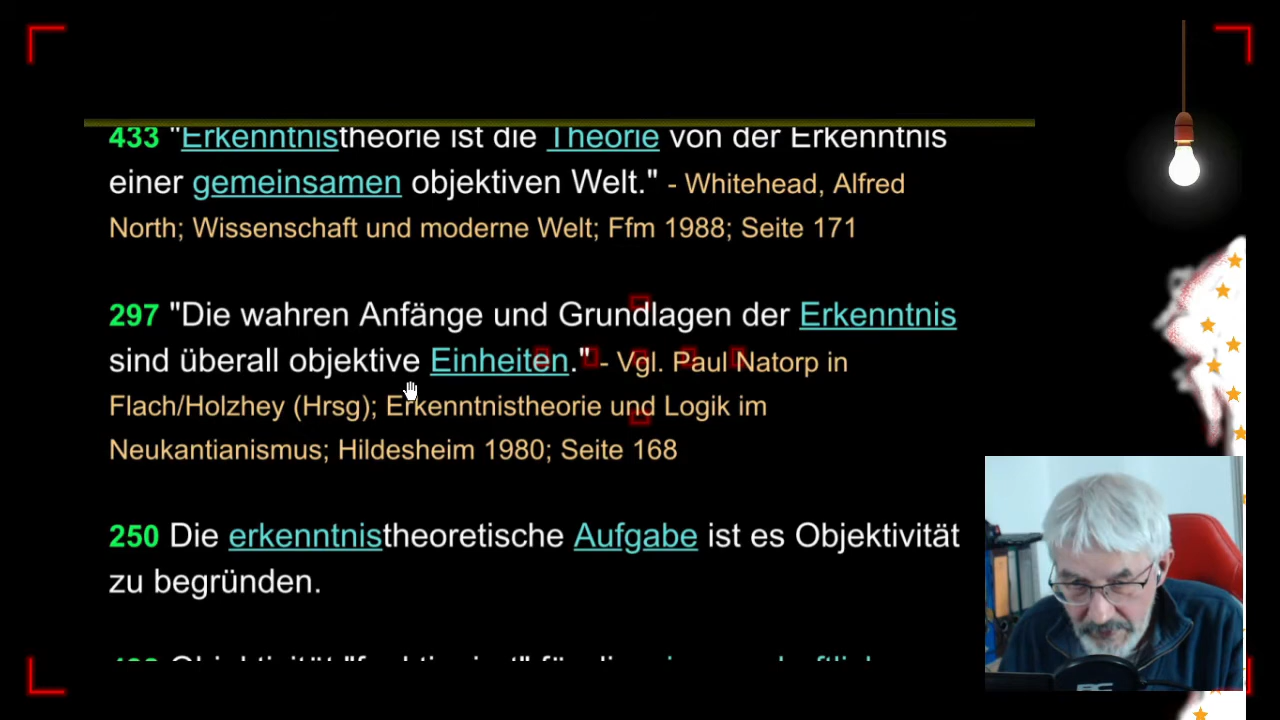 433 "Erkenntnistheorie ist die Theorie von der Erkenntnis
einer gemeinsamen objektiven Welt." - Whitehead, Alfred
North; Wissenschaft und moderne Welt; Ffm 1988; Seite 171
297 "Die wahren Anfänge und Grundlagen der Erkenntnis
sind überall objektive Einheiten." - Vgl. Paul Natorp in
Flach/Holzhey (Hrsg); Erkenntnistheorie und Logik im
Neukantianismus; Hildesheim 1980; Seite 168
250 Die erkenntnistheoretische Aufgabe ist es Objektivität
zu begründen.